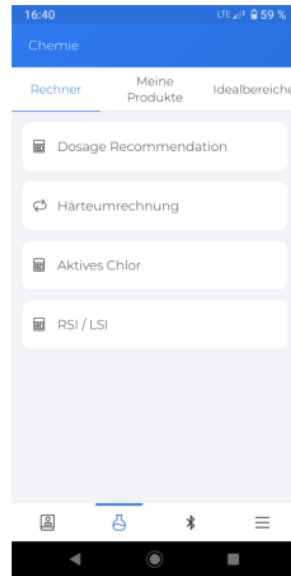 16:40 LTE 59 %
Chemie
Rechner Meine Produkte Idealbereiche
Dosage Recommendation
Härteumrechnung
Aktives Chlor
RSI / LSI